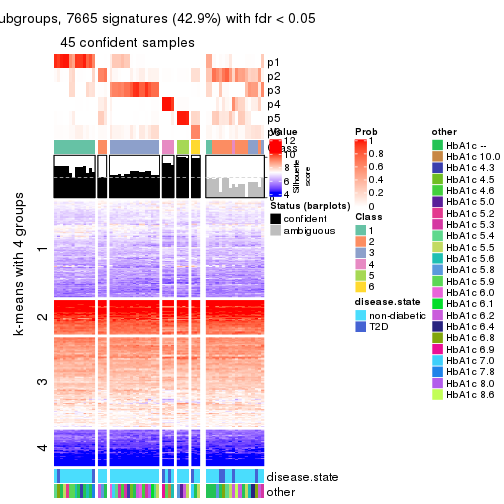 ubgroups, 7665 signatures (42.9%) with fdr < 0.05
45 confident samples
p1
p2
p3
p4
p5
Class
k-means with 4 groups
1
2
3
4
disease.state
other
Value
12
10
8
6
4
Silhouette
score
Status (barplots)
confident
ambiguous
Prob
1
0.8
0.6
0.4
0.2
0
Class
1
2
3
4
5
6
disease.state
non-diabetic
T2D
other
HbA1c --
HbA1c 10.0
HbA1c 4.3
HbA1c 4.5
HbA1c 4.6
HbA1c 5.0
HbA1c 5.2
HbA1c 5.3
HbA1c 5.4
HbA1c 5.5
HbA1c 5.6
HbA1c 5.8
HbA1c 5.9
HbA1c 6.0
HbA1c 6.1
HbA1c 6.2
HbA1c 6.4
HbA1c 6.8
HbA1c 6.9
HbA1c 7.0
HbA1c 7.8
HbA1c 8.0
HbA1c 8.6